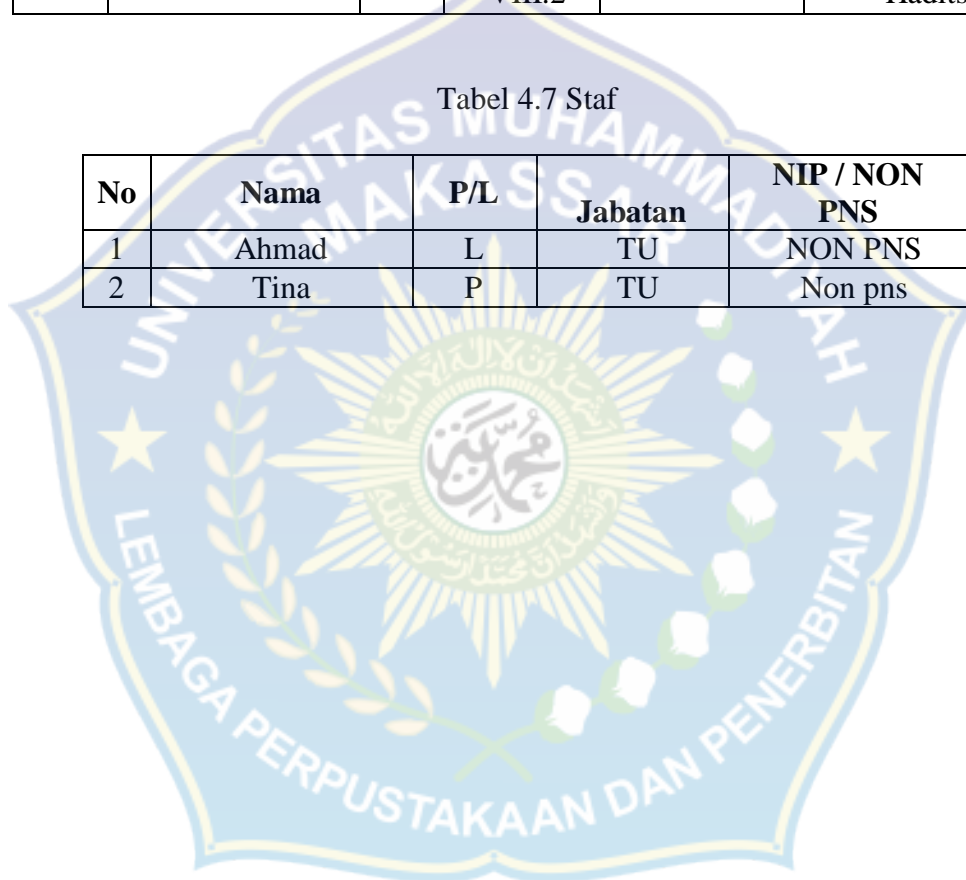 VIII.2 Hadits
Tabel 4.7 Staf
No Nama P/L Jabatan NIP / NON PNS
1 Ahmad L TU NON PNS
2 Tina P TU Non pns
UNIVERSITAS MUHAMMADIYAH
MAKASSAR
LEMBAGA PERPUSTAKAAN DAN PENERBITAN